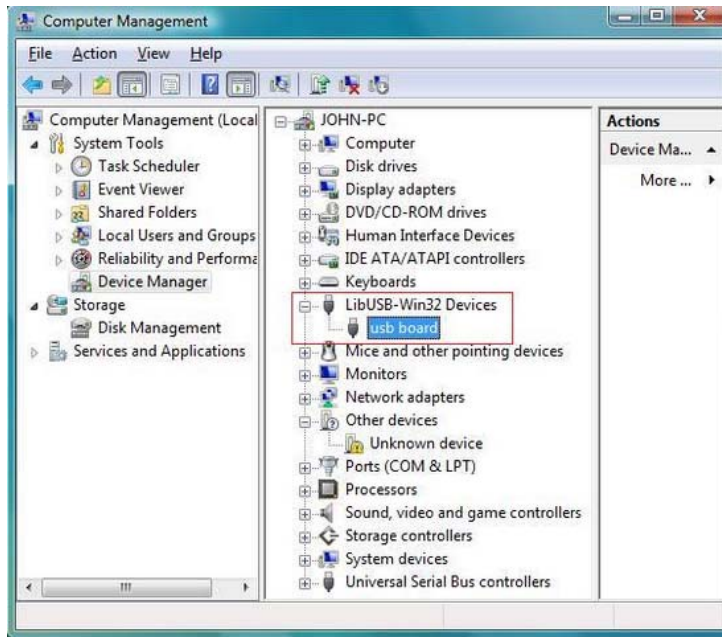 Computer Management
File Action View Help
Computer Management (Local
System Tools
Task Scheduler
Event Viewer
Shared Folders
Local Users and Groups
Reliability and Performa
Device Manager
Storage
Disk Management
Services and Applications
JOHN-PC
Computer
Disk drives
Display adapters
DVD/CD-ROM drives
Human Interface Devices
IDE ATA/ATAPI controllers
Keyboards
LibUSB-Win32 Devices
usb board
Mice and other pointing devices
Monitors
Network adapters
Other devices
Unknown device
Ports (COM & LPT)
Processors
Sound, video and game controllers
Storage controllers
System devices
Universal Serial Bus controllers
Actions
Device Ma...
More ...